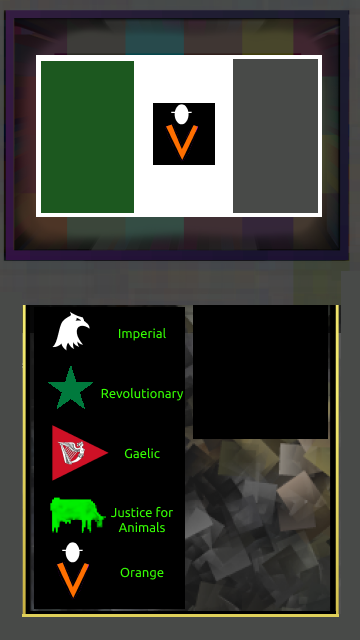 Imperial
Revolutionary
Gaelic
Justice for
Animals
Orange